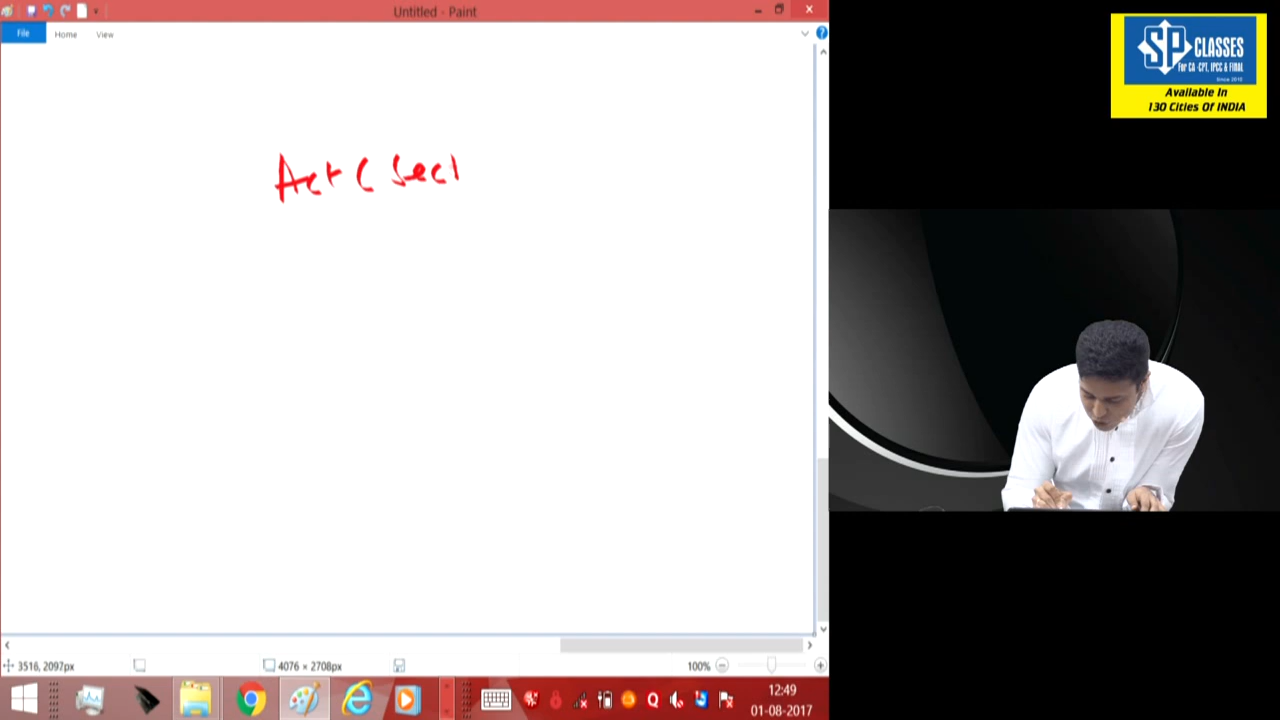 Untitled - Paint
File Home View
Act ( Sect
3516, 2097px
4076 × 2708px
100%
12:49
01-08-2017
SP CLASSES
For CA -CPT, IPCC & FINAL
Since 2010
Available In
130 Cities Of INDIA